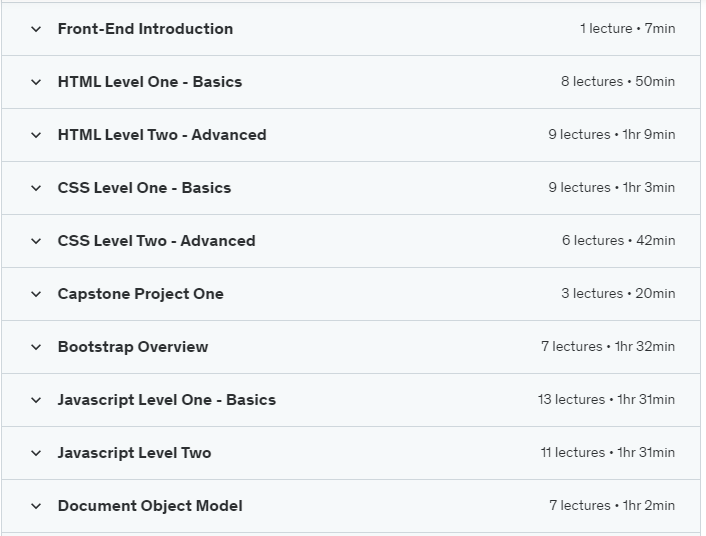 Front-End Introduction 1 lecture • 7min
HTML Level One - Basics 8 lectures • 50min
HTML Level Two - Advanced 9 lectures • 1hr 9min
CSS Level One - Basics 9 lectures • 1hr 3min
CSS Level Two - Advanced 6 lectures • 42min
Capstone Project One 3 lectures • 20min
Bootstrap Overview 7 lectures • 1hr 32min
Javascript Level One - Basics 13 lectures • 1hr 31min
Javascript Level Two 11 lectures • 1hr 31min
Document Object Model 7 lectures • 1hr 2min